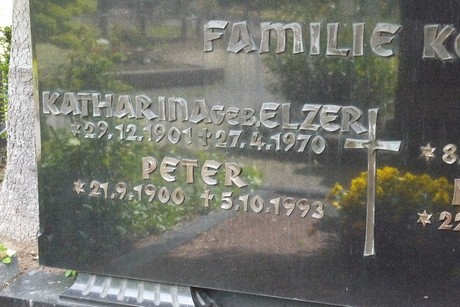 FAMILIE
KATHARINA GEB. ELZER
*29.12.1901 †27.4.1970
PETER
*21.9.1900 †5.10.1993